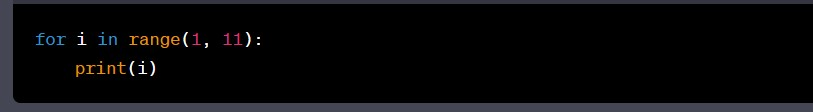 for i in range(1, 11):
    print(i)